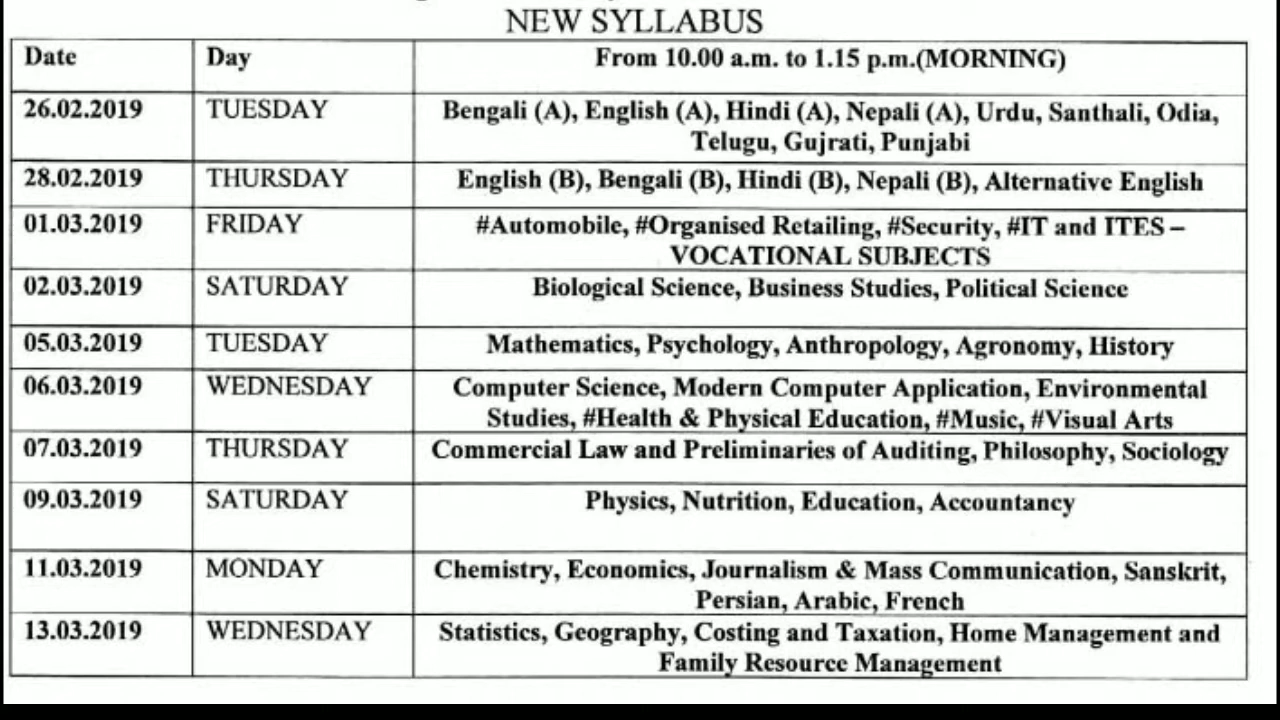 NEW SYLLABUS
Date Day From 10.00 a.m. to 1.15 p.m.(MORNING)
26.02.2019 TUESDAY Bengali (A), English (A), Hindi (A), Nepali (A), Urdu, Santhali, Odia,
Telugu, Gujrati, Punjabi
28.02.2019 THURSDAY English (B), Bengali (B), Hindi (B), Nepali (B), Alternative English
01.03.2019 FRIDAY #Automobile, #Organised Retailing, #Security, #IT and ITES –
VOCATIONAL SUBJECTS
02.03.2019 SATURDAY Biological Science, Business Studies, Political Science
05.03.2019 TUESDAY Mathematics, Psychology, Anthropology, Agronomy, History
06.03.2019 WEDNESDAY Computer Science, Modern Computer Application, Environmental
Studies, #Health & Physical Education, #Music, #Visual Arts
07.03.2019 THURSDAY Commercial Law and Preliminaries of Auditing, Philosophy, Sociology
09.03.2019 SATURDAY Physics, Nutrition, Education, Accountancy
11.03.2019 MONDAY Chemistry, Economics, Journalism & Mass Communication, Sanskrit,
Persian, Arabic, French
13.03.2019 WEDNESDAY Statistics, Geography, Costing and Taxation, Home Management and
Family Resource Management